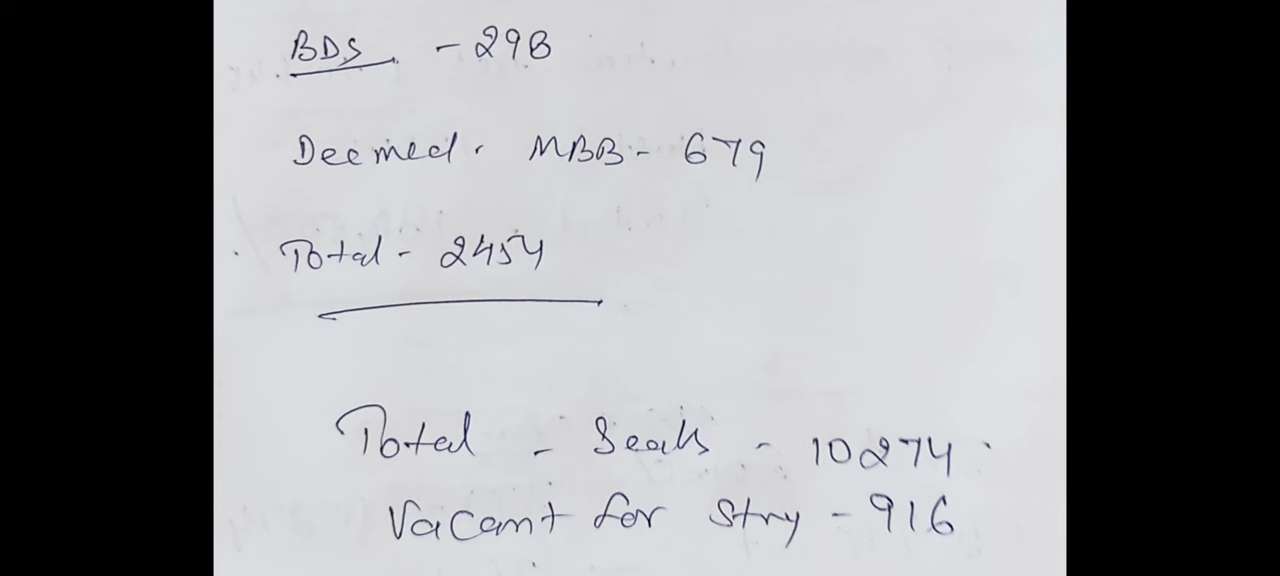 BDS - 298
Deemed. MBB - 679
Total - 2454
Total - Seats - 10274
Vacant for Stry - 916